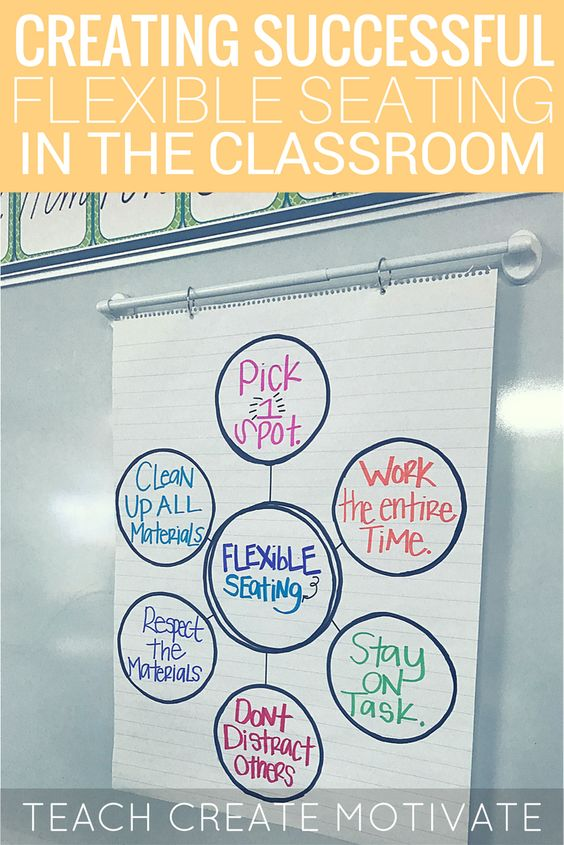 CREATING SUCCESSFUL
FLEXIBLE SEATING
IN THE CLASSROOM
Pick
1
Spot.
WORK
the entire
TIME.
Stay
ON
Task.
DONT
DISTRACT
OTHERS
Respect
the
Materials
CLEAN
UP ALL
Materials
FLEXIBLE
SEATING
TEACH CREATE MOTIVATE